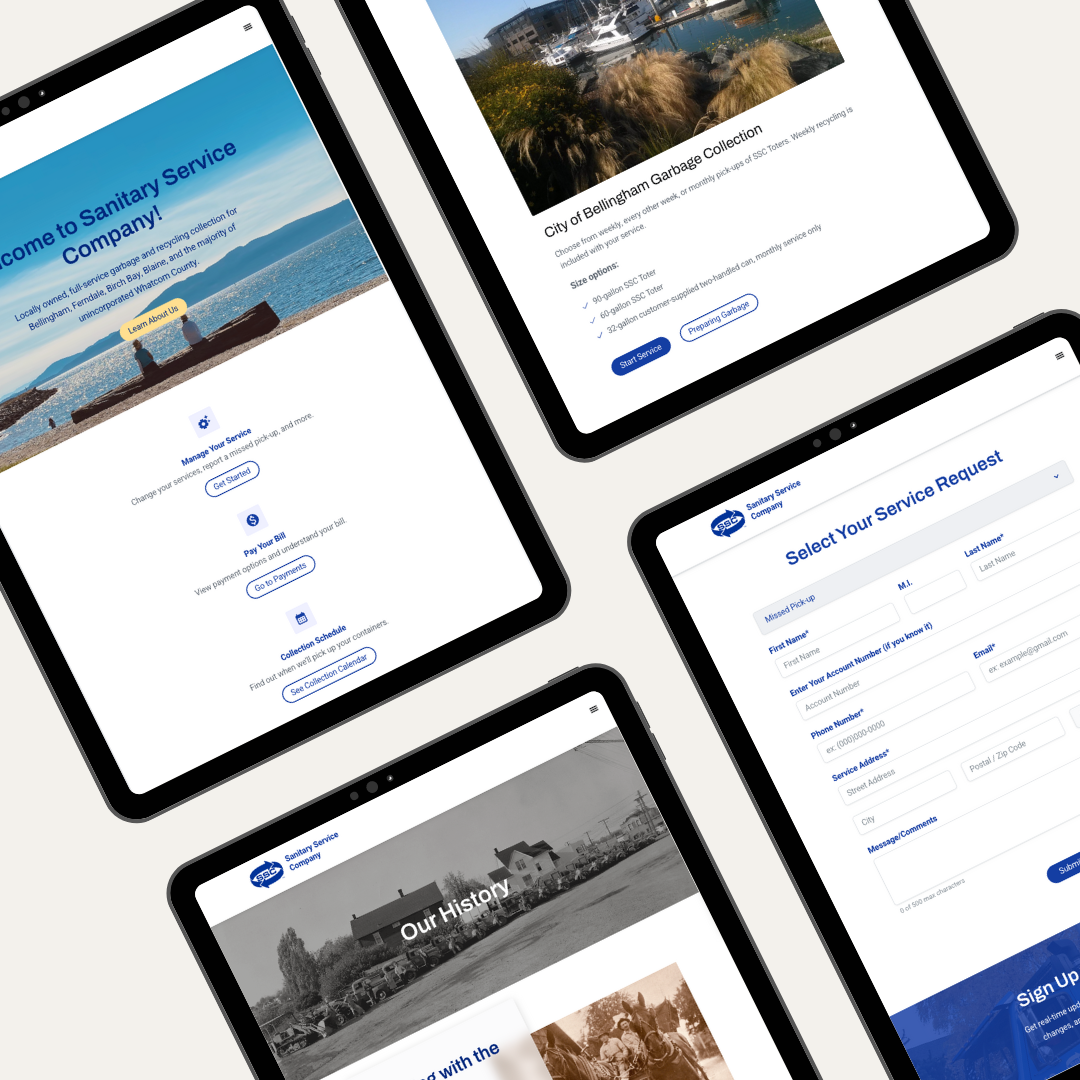 come to Sanitary Service
Company!
Locally owned, full-service garbage and recycling collection for
Bellingham, Ferndale, Birch Bay, Blaine, and the majority of
unincorporated Whatcom County.
Learn About Us
Manage Your Service
Change your services, report a missed pick-up, and more.
Get Started
Pay Your Bill
View payment options and understand your bill.
Go to Payments
Collection Schedule
Find out when we'll pick up your containers.
See Collection Calendar
City of Bellingham Garbage Collection
Choose from weekly, every other week, or monthly pick-ups of SSC Toters. Weekly recycling is
included with your service.
Size options:
90-gallon SSC Toter
60-gallon SSC Toter
32-gallon customer-supplied two-handled can, monthly service only
Start Service
Preparing Garbage
SSC
Sanitary Service
Company
Our History
with the
SSC
Sanitary Service
Company
Select Your Service Request
Missed Pick-up
First Name*
M.I.
Last Name*
First Name
Last Name
Enter Your Account Number (if you know it)
Account Number
Phone Number*
Email*
ex: (000)000-0000
ex: example@gmail.com
Service Address*
Street Address
City
Postal / Zip Code
Message/Comments
0 of 500 max characters
Submi
Sign Up
Get real-time upd
changes, a